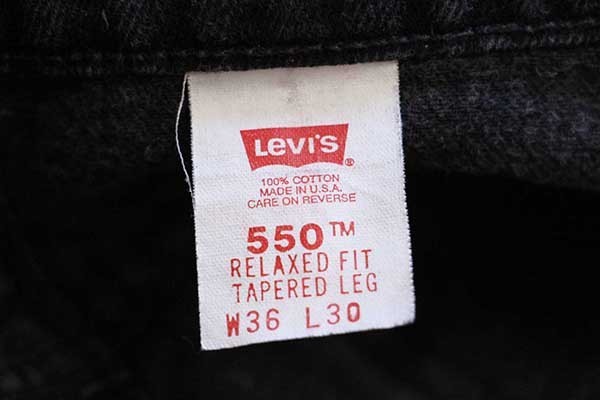 LEVI'S ®
100% COTTON
MADE IN U.S.A.
CARE ON REVERSE
550™
RELAXED FIT
TAPERED LEG
W36 L30